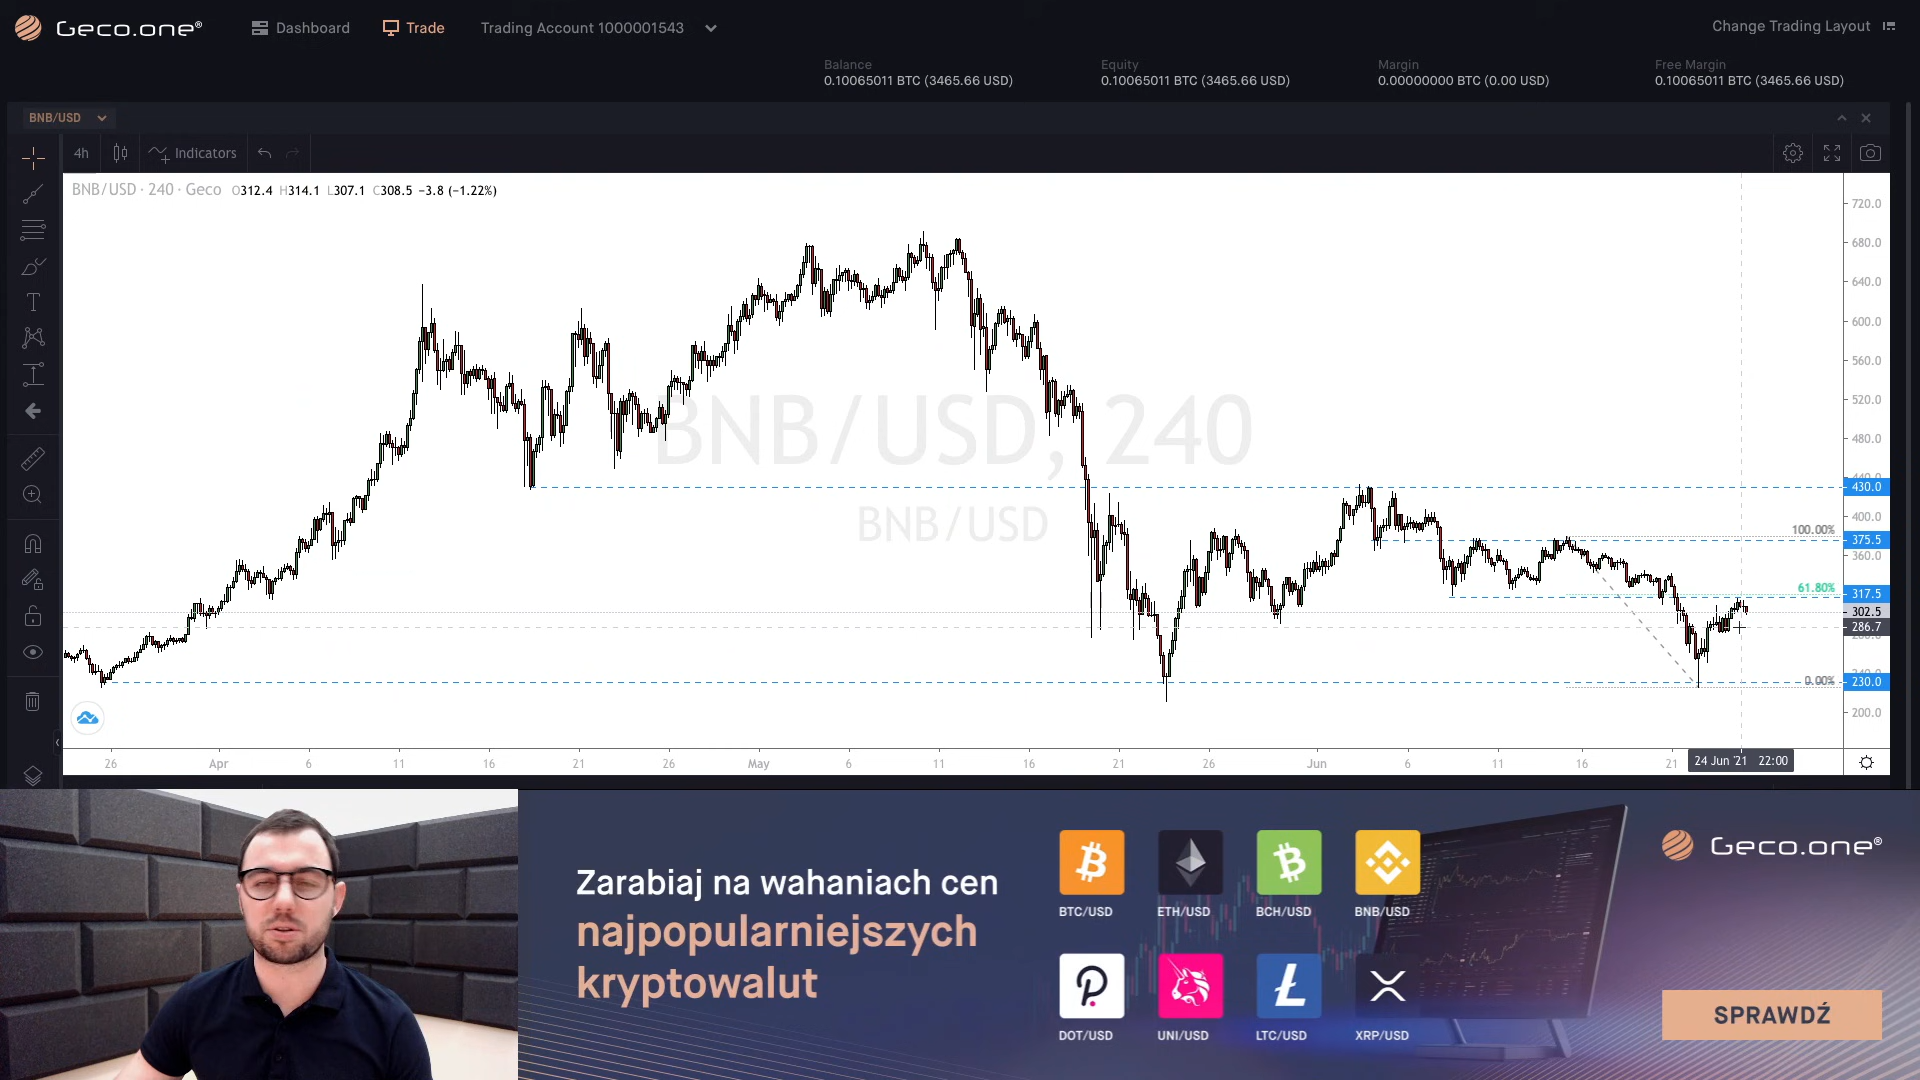 Geco.one®
Dashboard
Trade
Trading Account 1000001543
Change Trading Layout
Balance
0.10065011 BTC (3465.66 USD)
Equity
0.10065011 BTC (3465.66 USD)
Margin
0.00000000 BTC (0.00 USD)
Free Margin
0.10065011 BTC (3465.66 USD)
BNB/USD
4h
Indicators
BNB/USD · 240 · Geco O312.4 H314.1 L307.1 C308.5 −3.8 (−1.22%)
BNB/USD, 240
BNB/USD
720.0
680.0
640.0
600.0
560.0
520.0
480.0
440.0
430.0
400.0
100.00%
375.5
360.0
61.80%
317.5
302.5
286.7
280.0
240.0
0.00%
230.0
200.0
26
Apr
6
11
16
21
26
May
6
11
16
21
26
Jun
6
11
16
21
24 Jun '21 22:00
Zarabiaj na wahaniach cen
najpopularniejszych
kryptowalut
BTC/USD
ETH/USD
BCH/USD
BNB/USD
DOT/USD
UNI/USD
LTC/USD
XRP/USD
Geco.one®
SPRAWDŹ